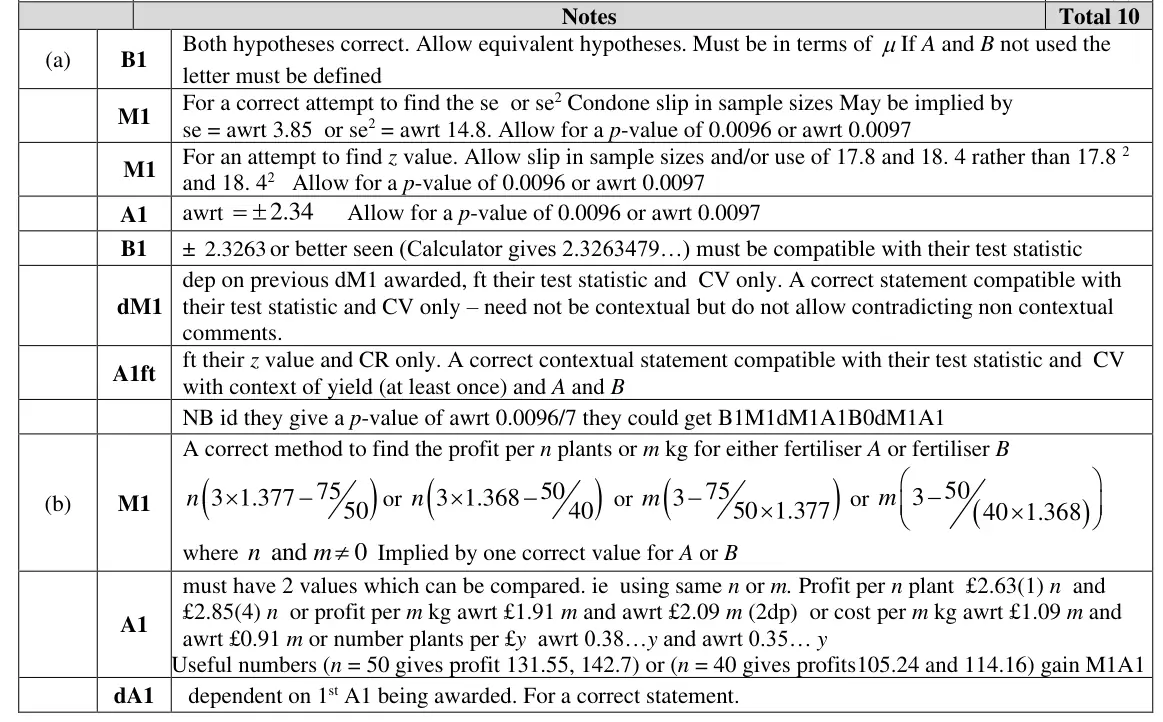 Notes Total 10
(a) B1 Both hypotheses correct. Allow equivalent hypotheses. Must be in terms of μ If A and B not used the
letter must be defined
M1 For a correct attempt to find the se or se² Condone slip in sample sizes May be implied by
se = awrt 3.85 or se² = awrt 14.8. Allow for a p-value of 0.0096 or awrt 0.0097
M1 For an attempt to find z value. Allow slip in sample sizes and/or use of 17.8 and 18. 4 rather than 17.8 ²
and 18. 4² Allow for a p-value of 0.0096 or awrt 0.0097
A1 awrt = ±2.34 Allow for a p-value of 0.0096 or awrt 0.0097
B1 ± 2.3263 or better seen (Calculator gives 2.3263479…) must be compatible with their test statistic
dep on previous dM1 awarded, ft their test statistic and CV only. A correct statement compatible with
dM1 their test statistic and CV only – need not be contextual but do not allow contradicting non contextual
comments.
A1ft ft their z value and CR only. A correct contextual statement compatible with their test statistic and CV
with context of yield (at least once) and A and B
NB id they give a p-value of awrt 0.0096/7 they could get B1M1dM1A1B0dM1A1
A correct method to find the profit per n plants or m kg for either fertiliser A or fertiliser B
(b) M1 n(3×1.377 – 75/50) or n(3×1.368 – 50/40) or m(3 – 75/50×1.377) or m(3 – 50/(40×1.368))
where n and m ≠ 0 Implied by one correct value for A or B
must have 2 values which can be compared. ie using same n or m. Profit per n plant £2.63(1) n and
A1 £2.85(4) n or profit per m kg awrt £1.91 m and awrt £2.09 m (2dp) or cost per m kg awrt £1.09 m and
awrt £0.91 m or number plants per £y awrt 0.38…y and awrt 0.35… y
Useful numbers (n = 50 gives profit 131.55, 142.7) or (n = 40 gives profits105.24 and 114.16) gain M1A1
dA1 dependent on 1st A1 being awarded. For a correct statement.